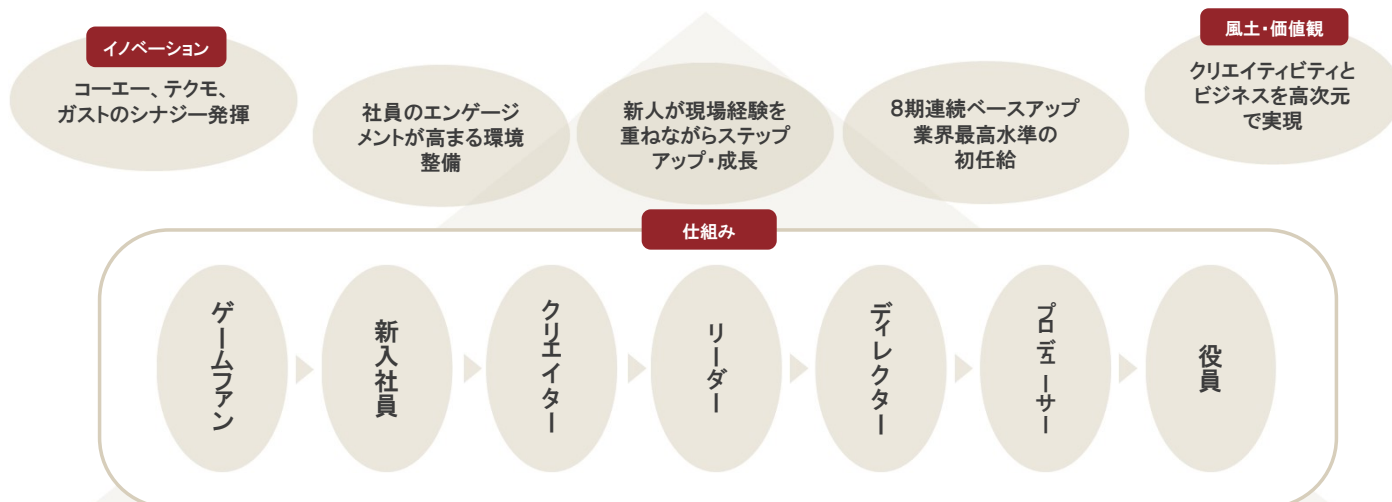 イノベーション
コーエー、テクモ、
ガストのシナジー発揮
社員のエンゲージ
メントが高まる環境
整備
新人が現場経験を
重ねながらステップ
アップ・成長
8期連続ベースアップ
業界最高水準の
初任給
風土・価値観
クリエイティビティと
ビジネスを高次元
で実現
仕組み
ゲームファン
新入社員
クリエイター
リーダー
ディレクター
プロデューサー
役員